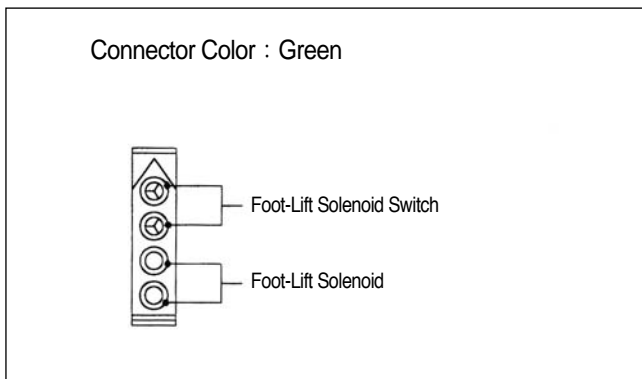 Connector Color : Green
Foot-Lift Solenoid Switch
Foot-Lift Solenoid